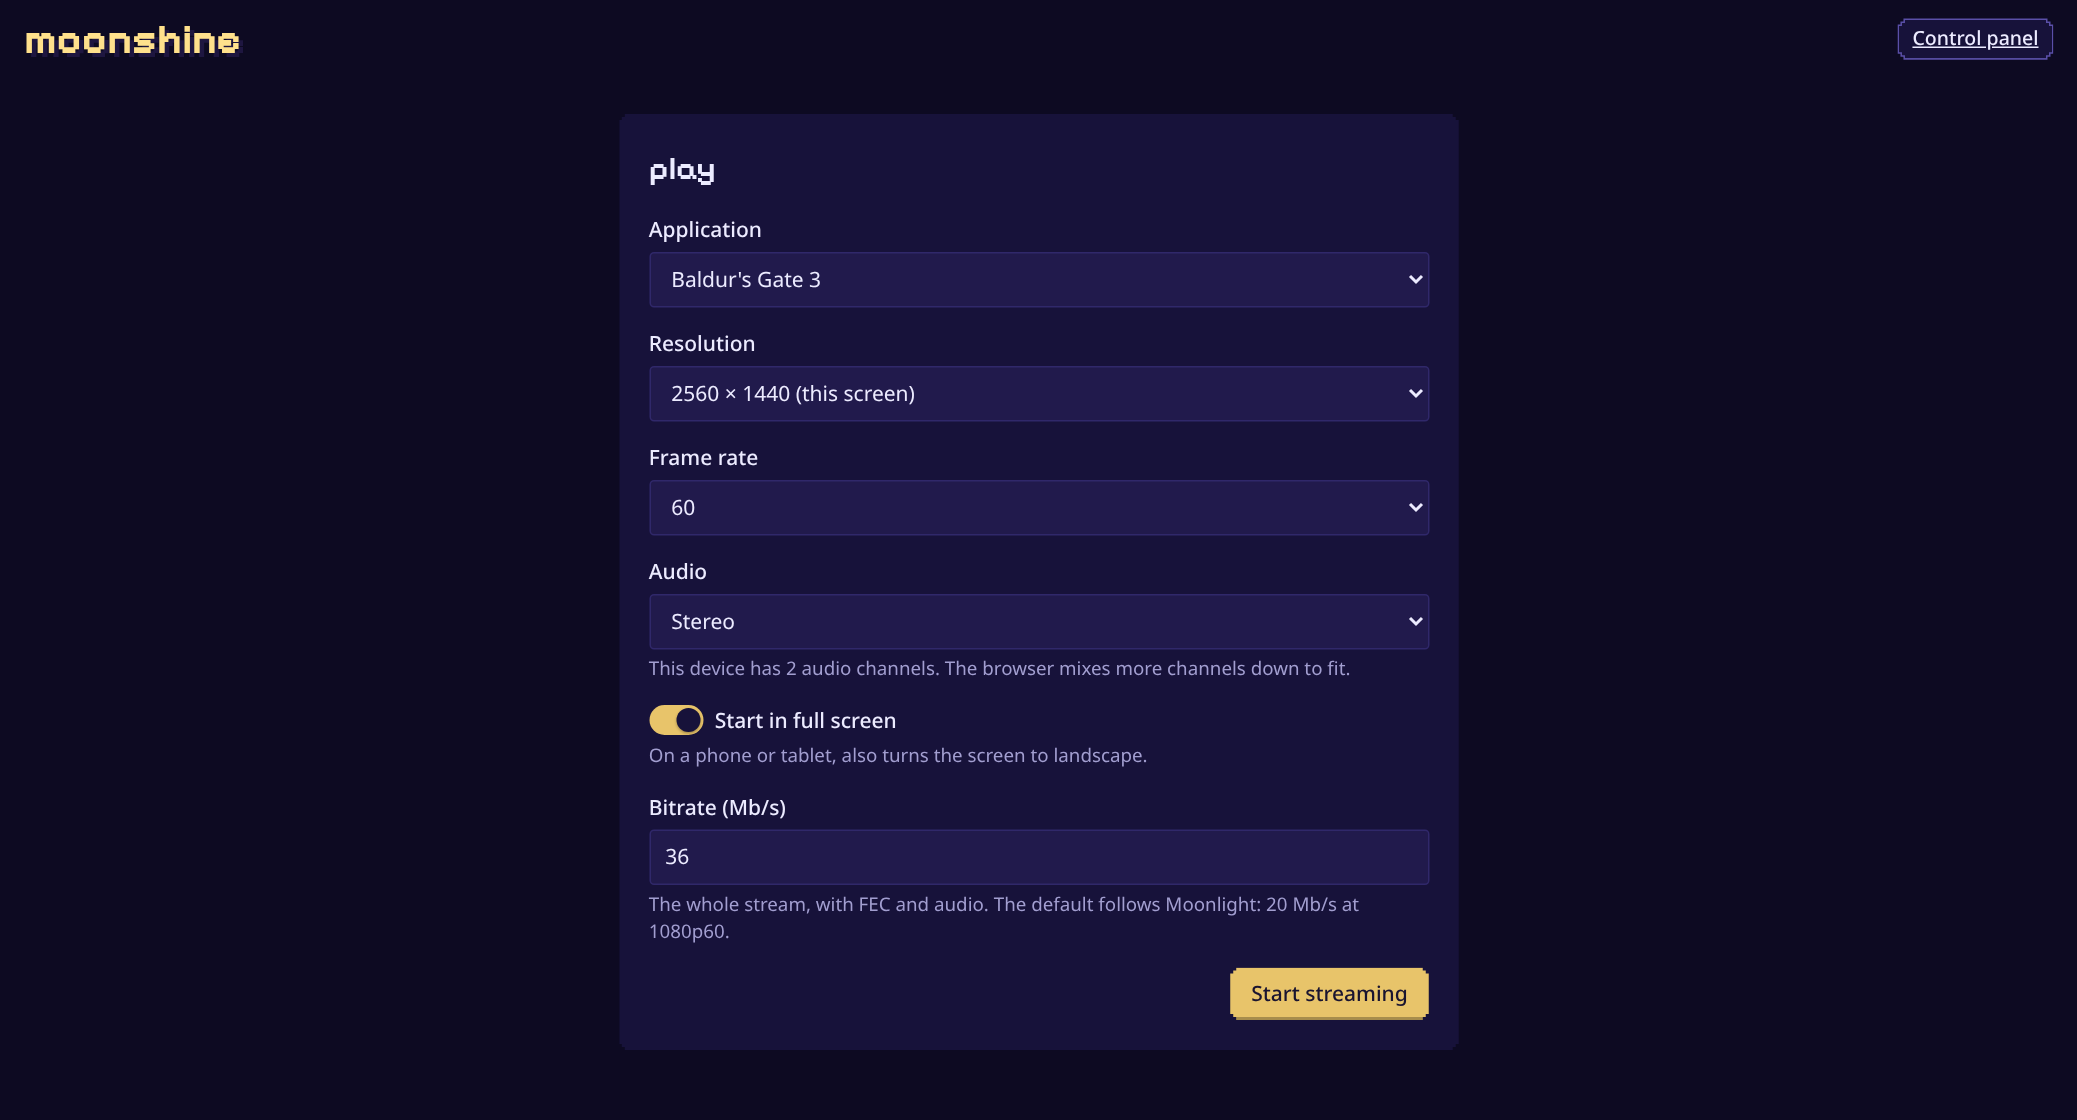 moonshine
Control panel
play
Application
Baldur's Gate 3
Resolution
2560 × 1440 (this screen)
Frame rate
60
Audio
Stereo
This device has 2 audio channels. The browser mixes more channels down to fit.
Start in full screen
On a phone or tablet, also turns the screen to landscape.
Bitrate (Mb/s)
36
The whole stream, with FEC and audio. The default follows Moonlight: 20 Mb/s at
1080p60.
Start streaming